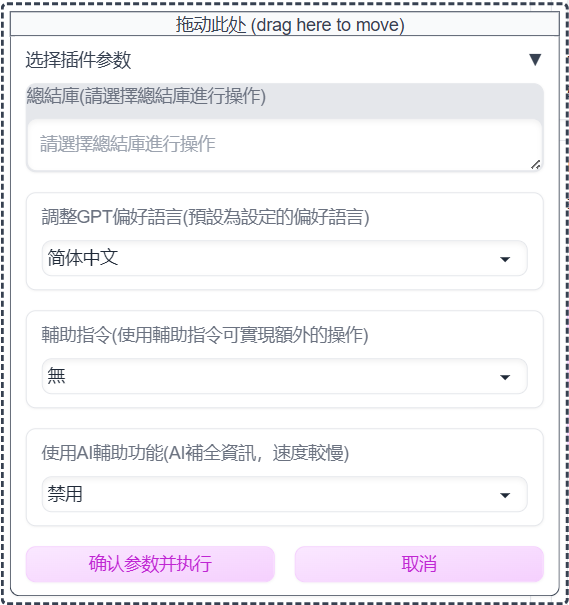 拖动此处 (drag here to move)
选择插件参数 ▼
總結庫(請選擇總結庫進行操作)
請選擇總結庫進行操作
調整GPT偏好語言(預設為設定的偏好語言)
简体中文
輔助指令(使用輔助指令可實現額外的操作)
無
使用AI輔助功能(AI補全資訊，速度較慢)
禁用
确认参数并执行 取消